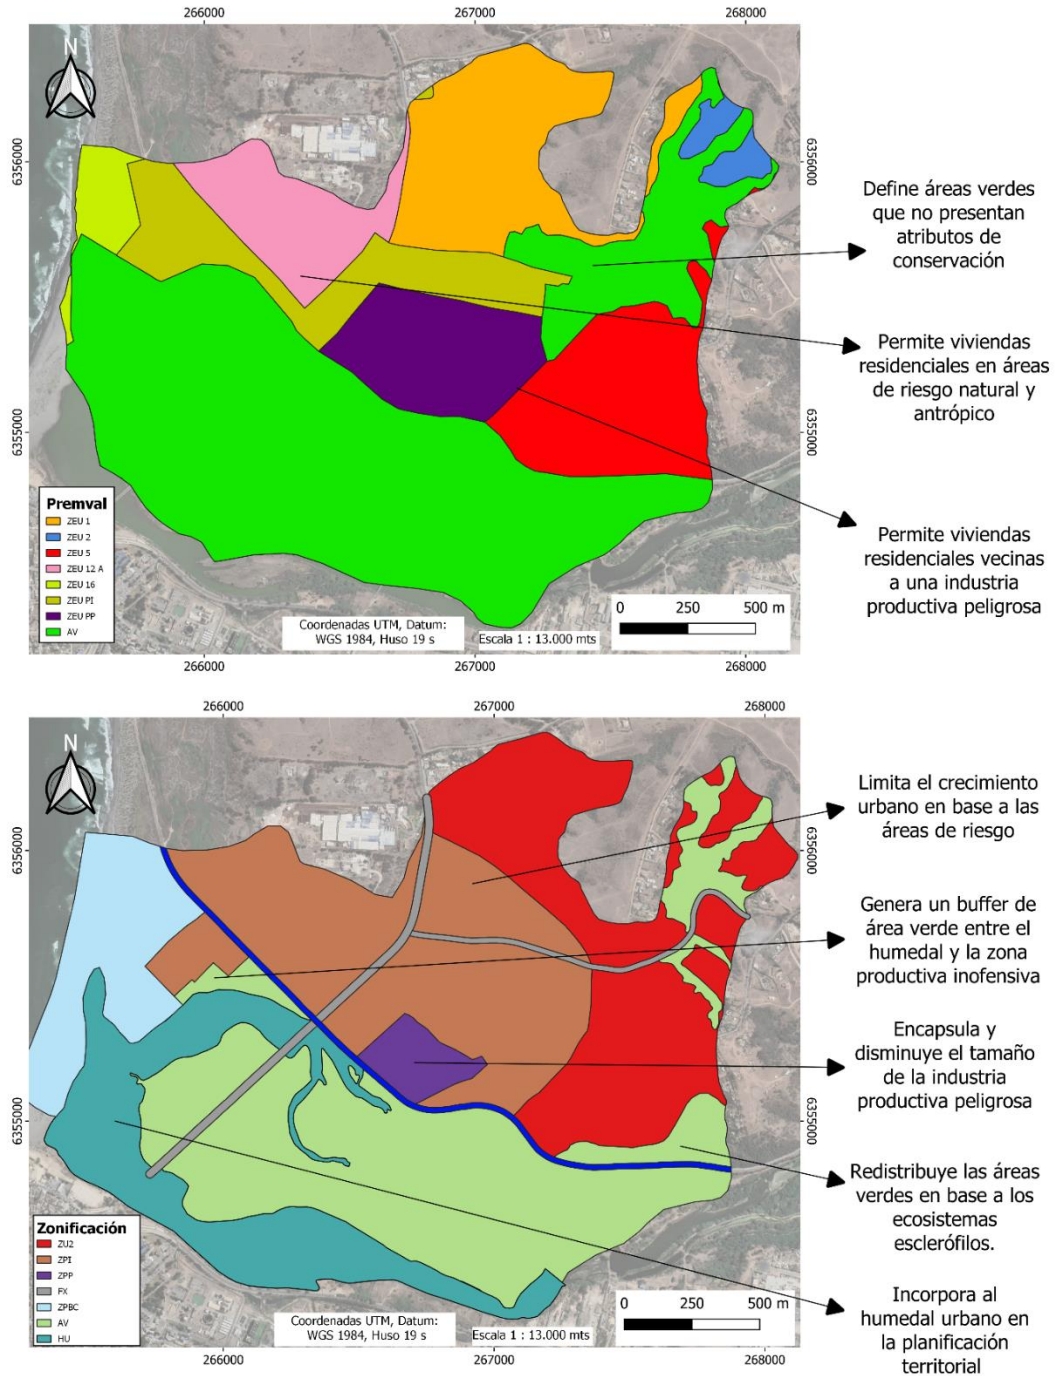 266000
267000
268000
N
6356000
6356000
Define áreas verdes
que no presentan
atributos de
conservación
Permite viviendas
residenciales en áreas
de riesgo natural y
antrópico
6355000
6355000
Permite viviendas
residenciales vecinas
a una industria
productiva peligrosa
Premval
ZEU 1
ZEU 2
ZEU 5
ZEU 12 A
ZEU 16
ZEU PI
ZEU PP
AV
Coordenadas UTM, Datum:
WGS 1984, Huso 19 s
Escala 1 : 13.000 mts
0 250 500 m
266000
267000
268000
266000
267000
268000
N
6356000
6356000
Limita el crecimiento
urbano en base a las
áreas de riesgo
Genera un buffer de
área verde entre el
humedal y la zona
productiva inofensiva
Encapsula y
disminuye el tamaño
de la industria
productiva peligrosa
6355000
6355000
Redistribuye las áreas
verdes en base a los
ecosistemas
esclerófilos.
Incorpora al
humedal urbano en
la planificación
territorial
Zonificación
ZU2
ZPI
ZPP
FX
ZPBC
AV
HU
Coordenadas UTM, Datum:
WGS 1984, Huso 19 s
Escala 1 : 13.000 mts
0 250 500 m
266000
267000
268000